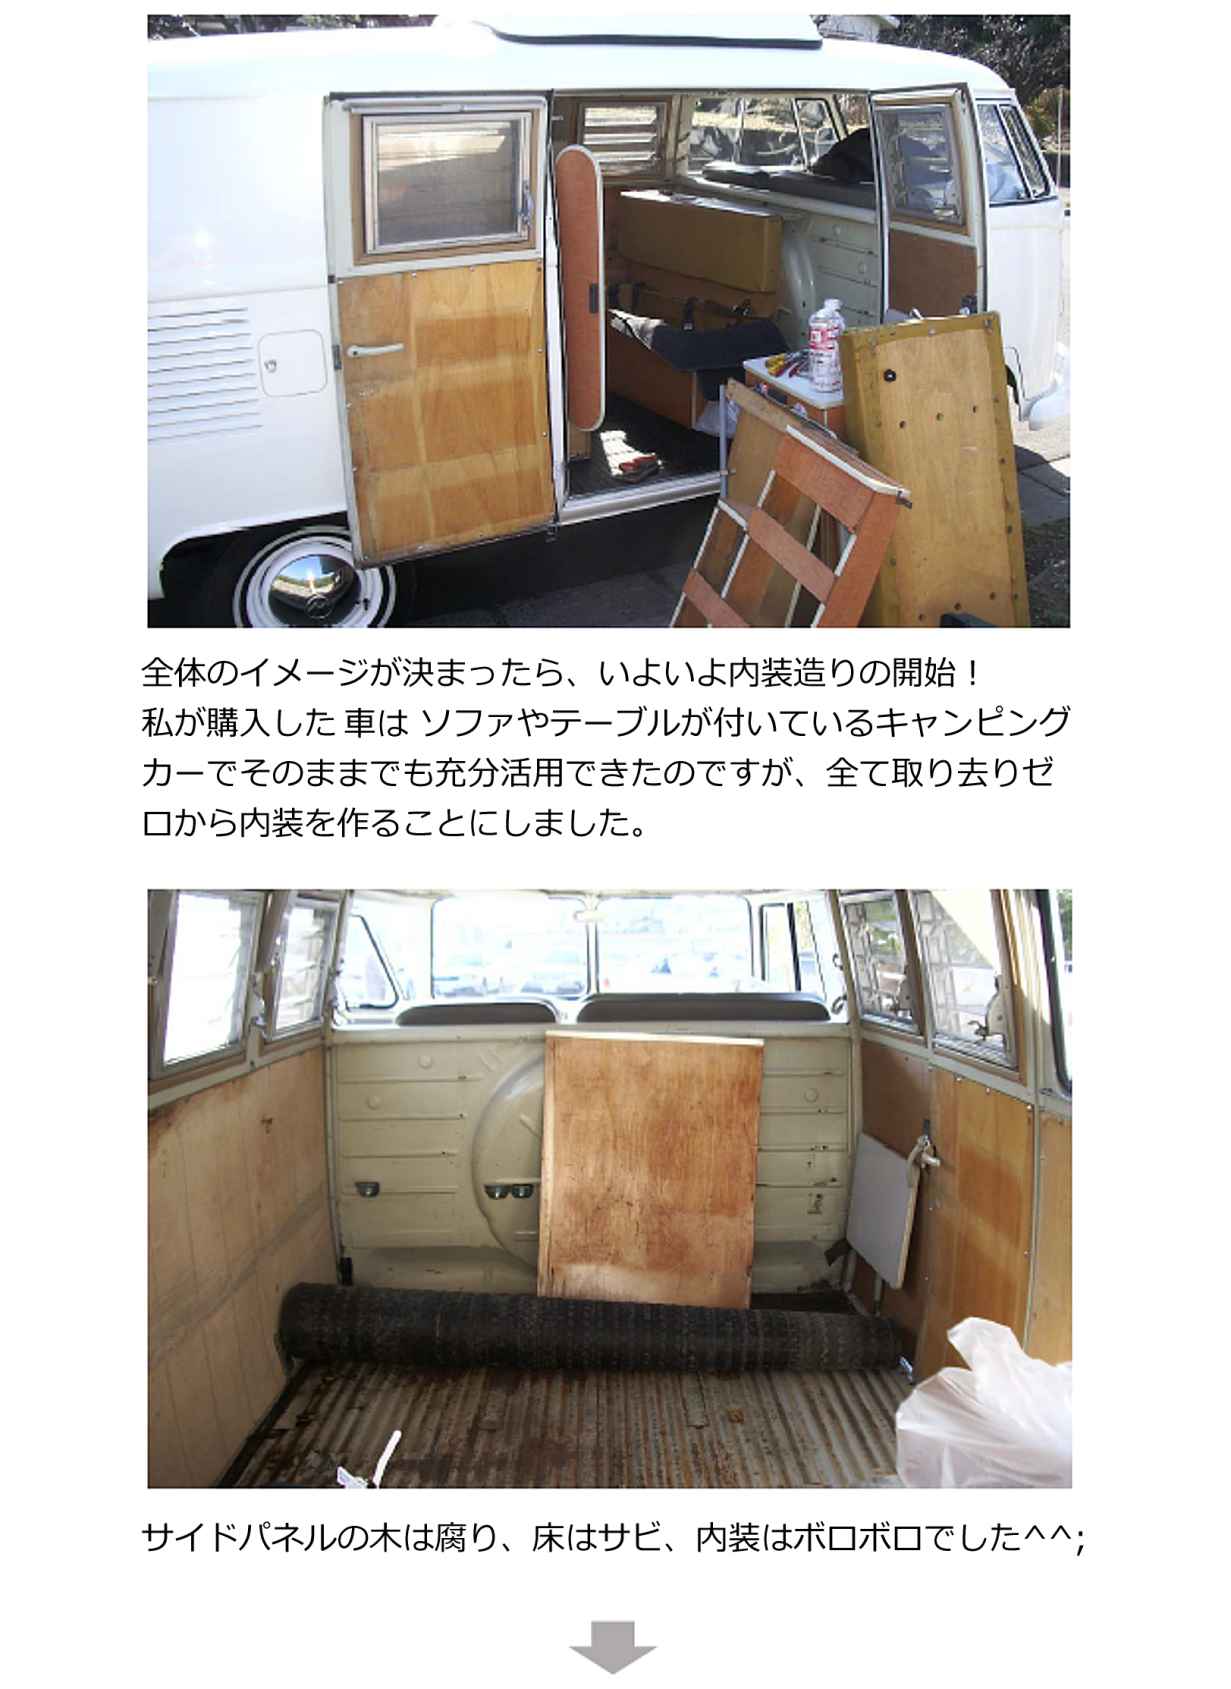 全体のイメージが決まったら、いよいよ内装造りの開始！
私が購入した 車は ソファやテーブルが付いているキャンピング
カーでそのままでも充分活用できたのですが、全て取り去りゼ
ロから内装を作ることにしました。
サイドパネルの木は腐り、床はサビ、内装はボロボロでした^^;